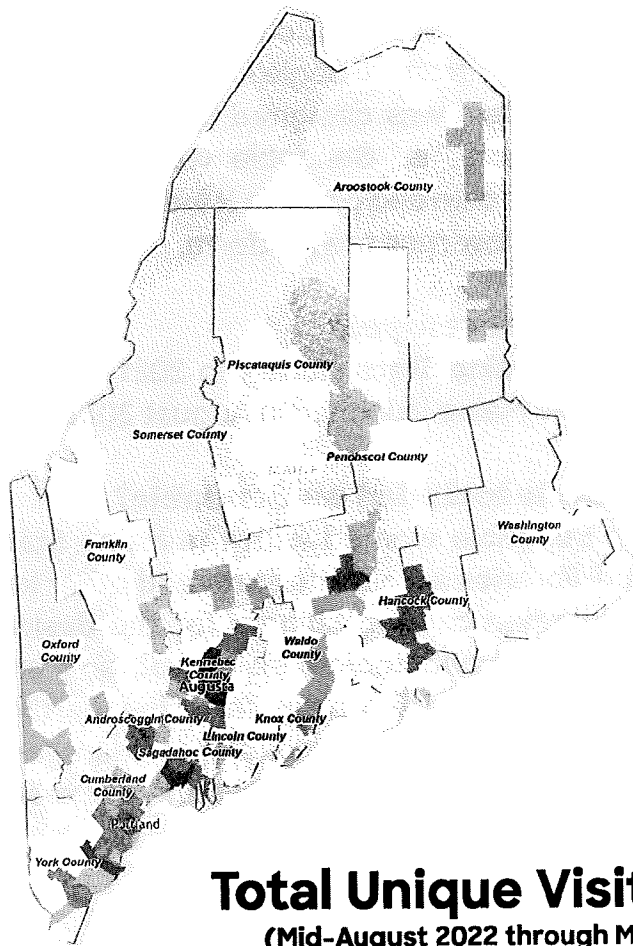 Aroostook County
Piscataquis County
Somerset County
Penobscot County
Washington
County
Franklin
County
Hancock County
Oxford
County
Waldo
County
Kennebec
County
Augusta
Androscoggin County
Knox County
Lincoln County
Sagadahoc County
Cumberland
County
Portland
York County
Total Unique Visit
(Mid-August 2022 through M